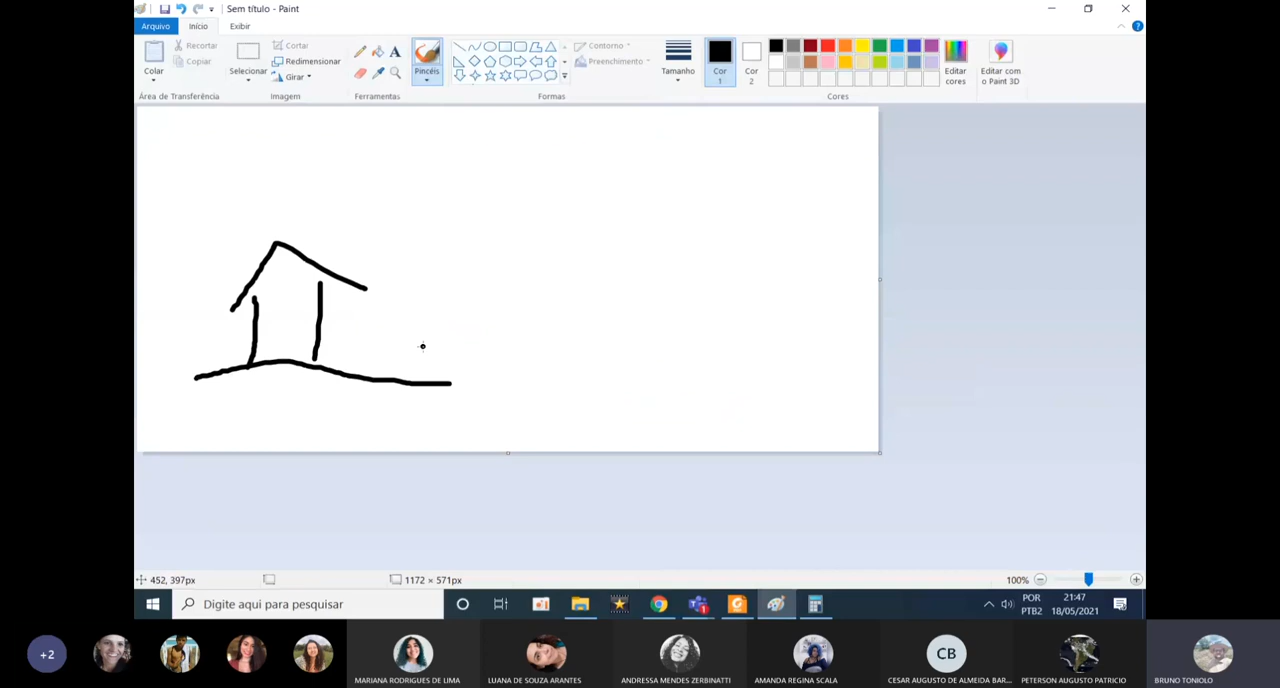 Sem título - Paint
Arquivo Início Exibir
Colar
Recortar
Copiar
Área de Transferência
Selecionar
Cortar
Redimensionar
Girar
Imagem
A
Ferramentas
Pincéis
Contorno
Preenchimento
Formas
Tamanho
Cor 1
Cor 2
Editar cores
Editar com o Paint 3D
Cores
452, 397px
1172 × 571px
100%
Digite aqui para pesquisar
1
POR 21:47
PTB2 18/05/2021
+2
CB
MARIANA RODRIGUES DE LIMA
LUANA DE SOUZA ARANTES
ANDRESSA MENDES ZERBINATTI
AMANDA REGINA SCALA
CESAR AUGUSTO DE ALMEIDA BAR...
PETERSON AUGUSTO PATRICIO
BRUNO TONIOLO